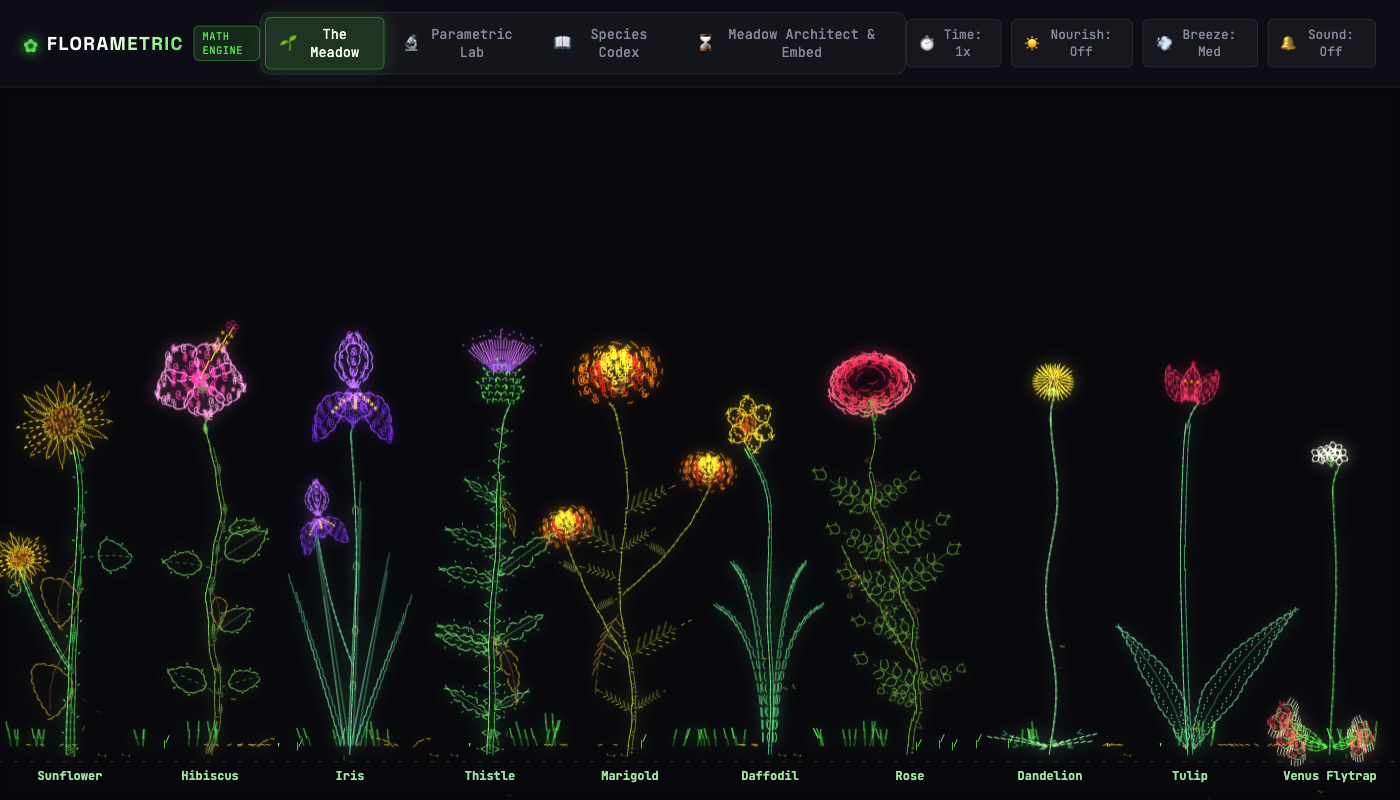 FLORAMETRIC
MATH
ENGINE
The
Meadow
Parametric
Lab
Species
Codex
Meadow Architect &
Embed
Time:
1x
Nourish:
Off
Breeze:
Med
Sound:
Off
Sunflower
Hibiscus
Iris
Thistle
Marigold
Daffodil
Rose
Dandelion
Tulip
Venus Flytrap